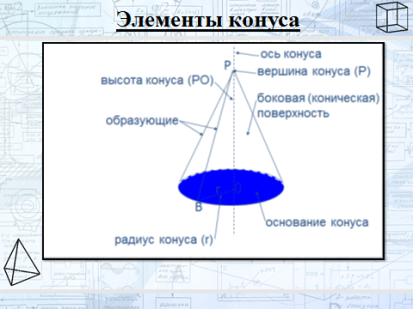 Элементы конуса
ось конуса
P
вершина конуса (P)
высота конуса (PO)
боковая (коническая)
поверхность
образующие
r
O
B
основание конуса
радиус конуса (r)